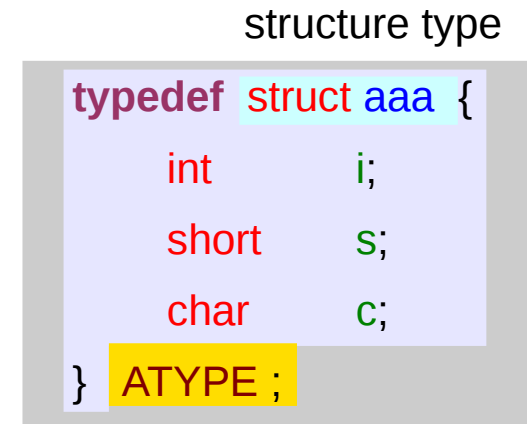 structure type
typedef struct aaa {
int i;
short s;
char c;
} ATYPE ;